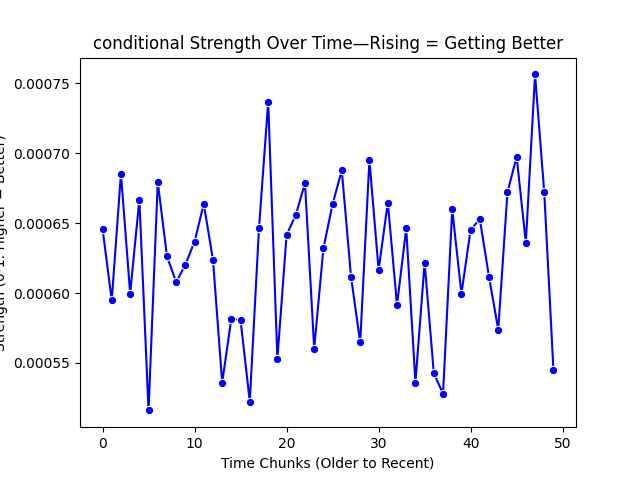 conditional Strength Over Time—Rising = Getting Better
0.00075
0.00070
0.00065
0.00060
0.00055
Strength (0-1: Higher = Better)
0 10 20 30 40 50
Time Chunks (Older to Recent)